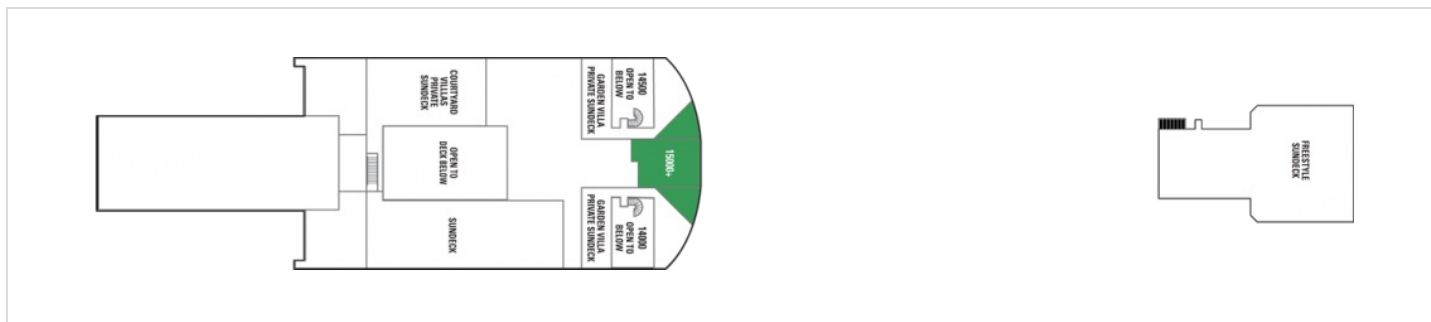 COURTYARD
VILLLAS
PRIVATE
SUNDECK
OPEN TO
DECK BELOW
SUNDECK
GARDEN VILLA
PRIVATE SUNDECK
14500
OPEN TO
BELOW
15000+
GARDEN VILLA
PRIVATE SUNDECK
14000
OPEN TO
BELOW
FREESTYLE
SUNDECK